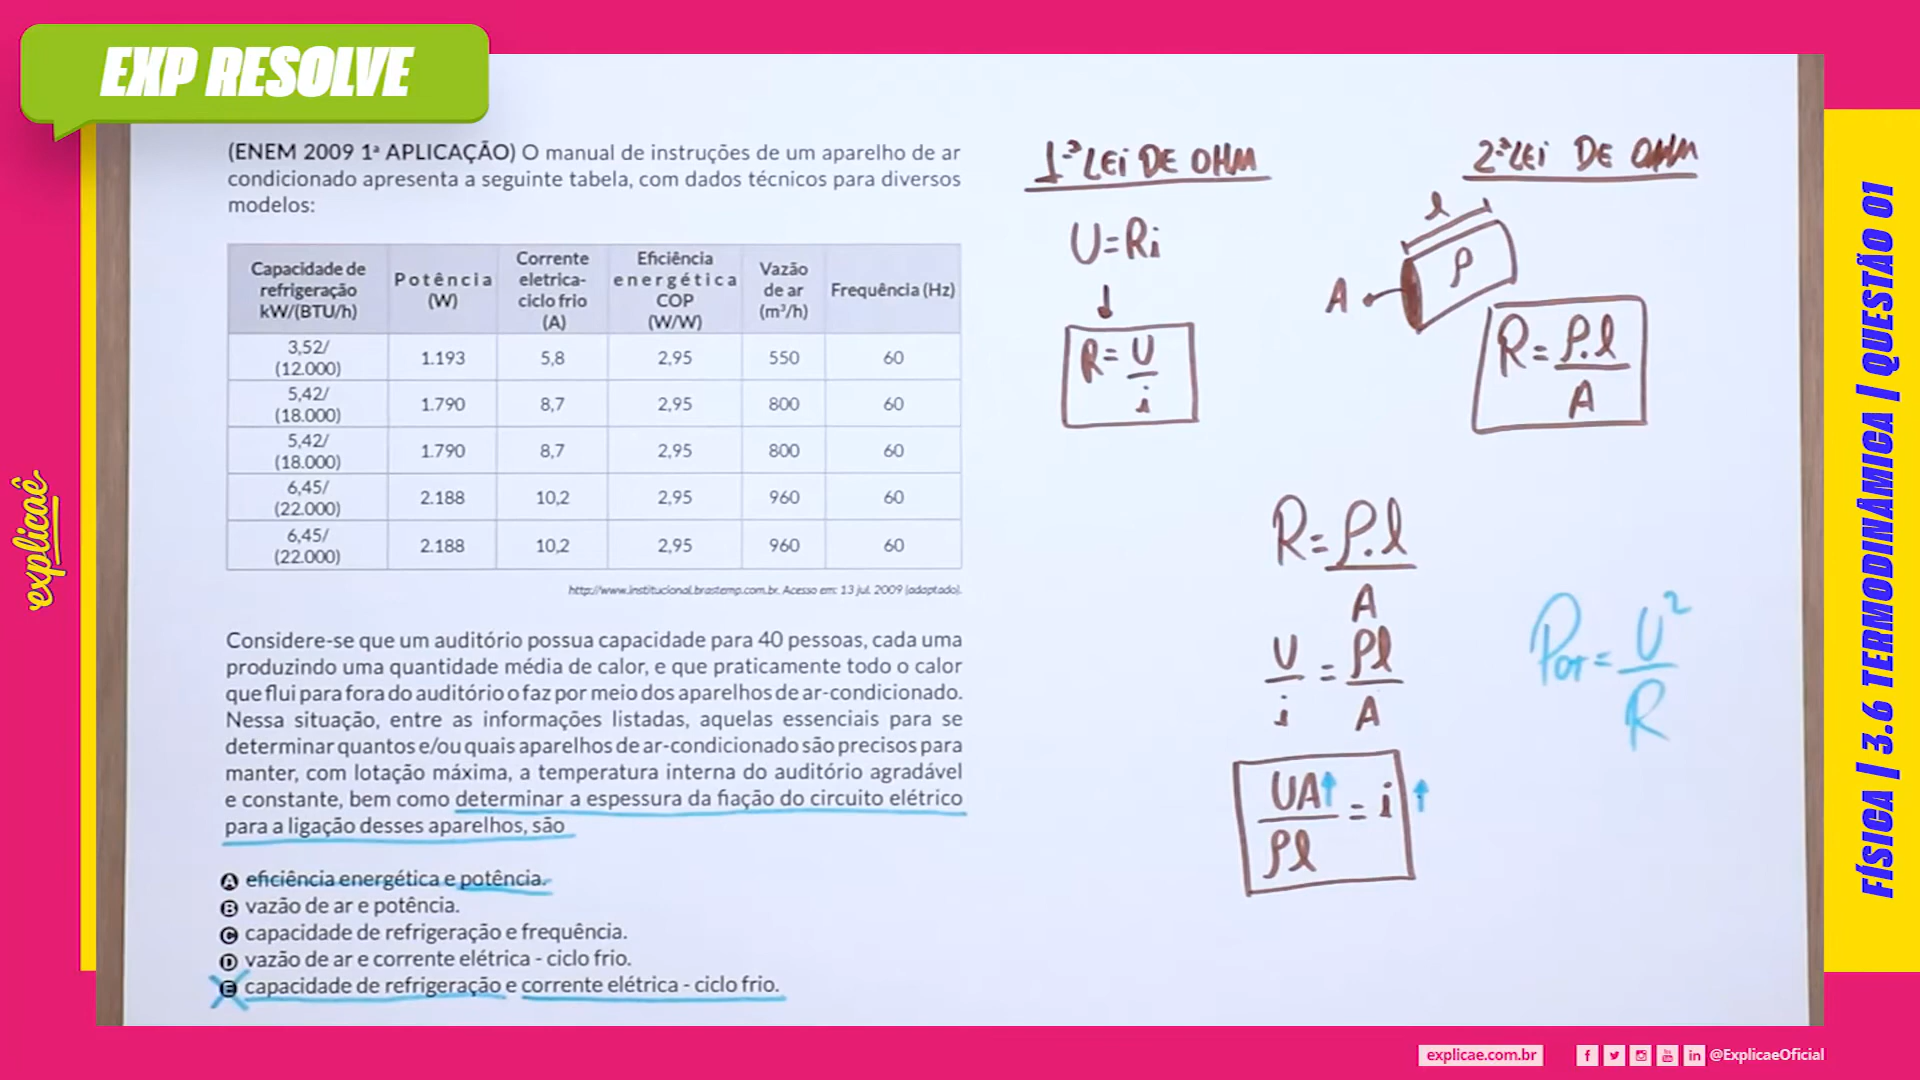 EXP RESOLVE
(ENEM 2009 1ª APLICAÇÃO) O manual de instruções de um aparelho de ar
condicionado apresenta a seguinte tabela, com dados técnicos para diversos
modelos:
Capacidade de refrigeração kW/(BTU/h) Potência (W) Corrente eletrica-ciclo frio (A) Eficiência energética COP (W/W) Vazão de ar (m³/h) Frequência (Hz)
3,52/(12.000) 1.193 5,8 2,95 550 60
5,42/(18.000) 1.790 8,7 2,95 800 60
5,42/(18.000) 1.790 8,7 2,95 800 60
6,45/(22.000) 2.188 10,2 2,95 960 60
6,45/(22.000) 2.188 10,2 2,95 960 60
http://www.institucional.brastemp.com.br. Acesso em: 13 jul. 2009 (adaptado).
Considere-se que um auditório possua capacidade para 40 pessoas, cada uma
produzindo uma quantidade média de calor, e que praticamente todo o calor
que flui para fora do auditório o faz por meio dos aparelhos de ar-condicionado.
Nessa situação, entre as informações listadas, aquelas essenciais para se
determinar quantos e/ou quais aparelhos de ar-condicionado são precisos para
manter, com lotação máxima, a temperatura interna do auditório agradável
e constante, bem como determinar a espessura da fiação do circuito elétrico
para a ligação desses aparelhos, são
A eficiência energética e potência.
B vazão de ar e potência.
C capacidade de refrigeração e frequência.
D vazão de ar e corrente elétrica - ciclo frio.
E capacidade de refrigeração e corrente elétrica - ciclo frio.
1ª LEI DE OHM
U=Ri
R=U/i
2ª LEI DE OHM
l
ρ
A
R=ρ.l/A
R=ρ.l/A
U/i=ρl/A
UA↑/ρl=i↑
Pot=U²/R
explicaê
FÍSICA | 3.6 TERMODINÂMICA | QUESTÃO 01
explicae.com.br
@ExplicaeOficial